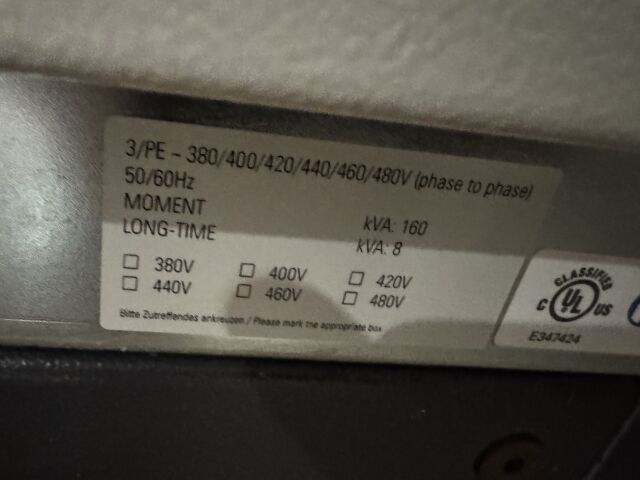 3/PE - 380/400/420/440/460/480V (phase to phase)
50/60Hz
MOMENT kVA: 160
LONG-TIME kVA: 8
380V 400V 420V
440V 460V 480V
Bitte Zutreffendes ankreuzen / Please mark the appropriate box
CLASSIFIED
C UL US
E347424